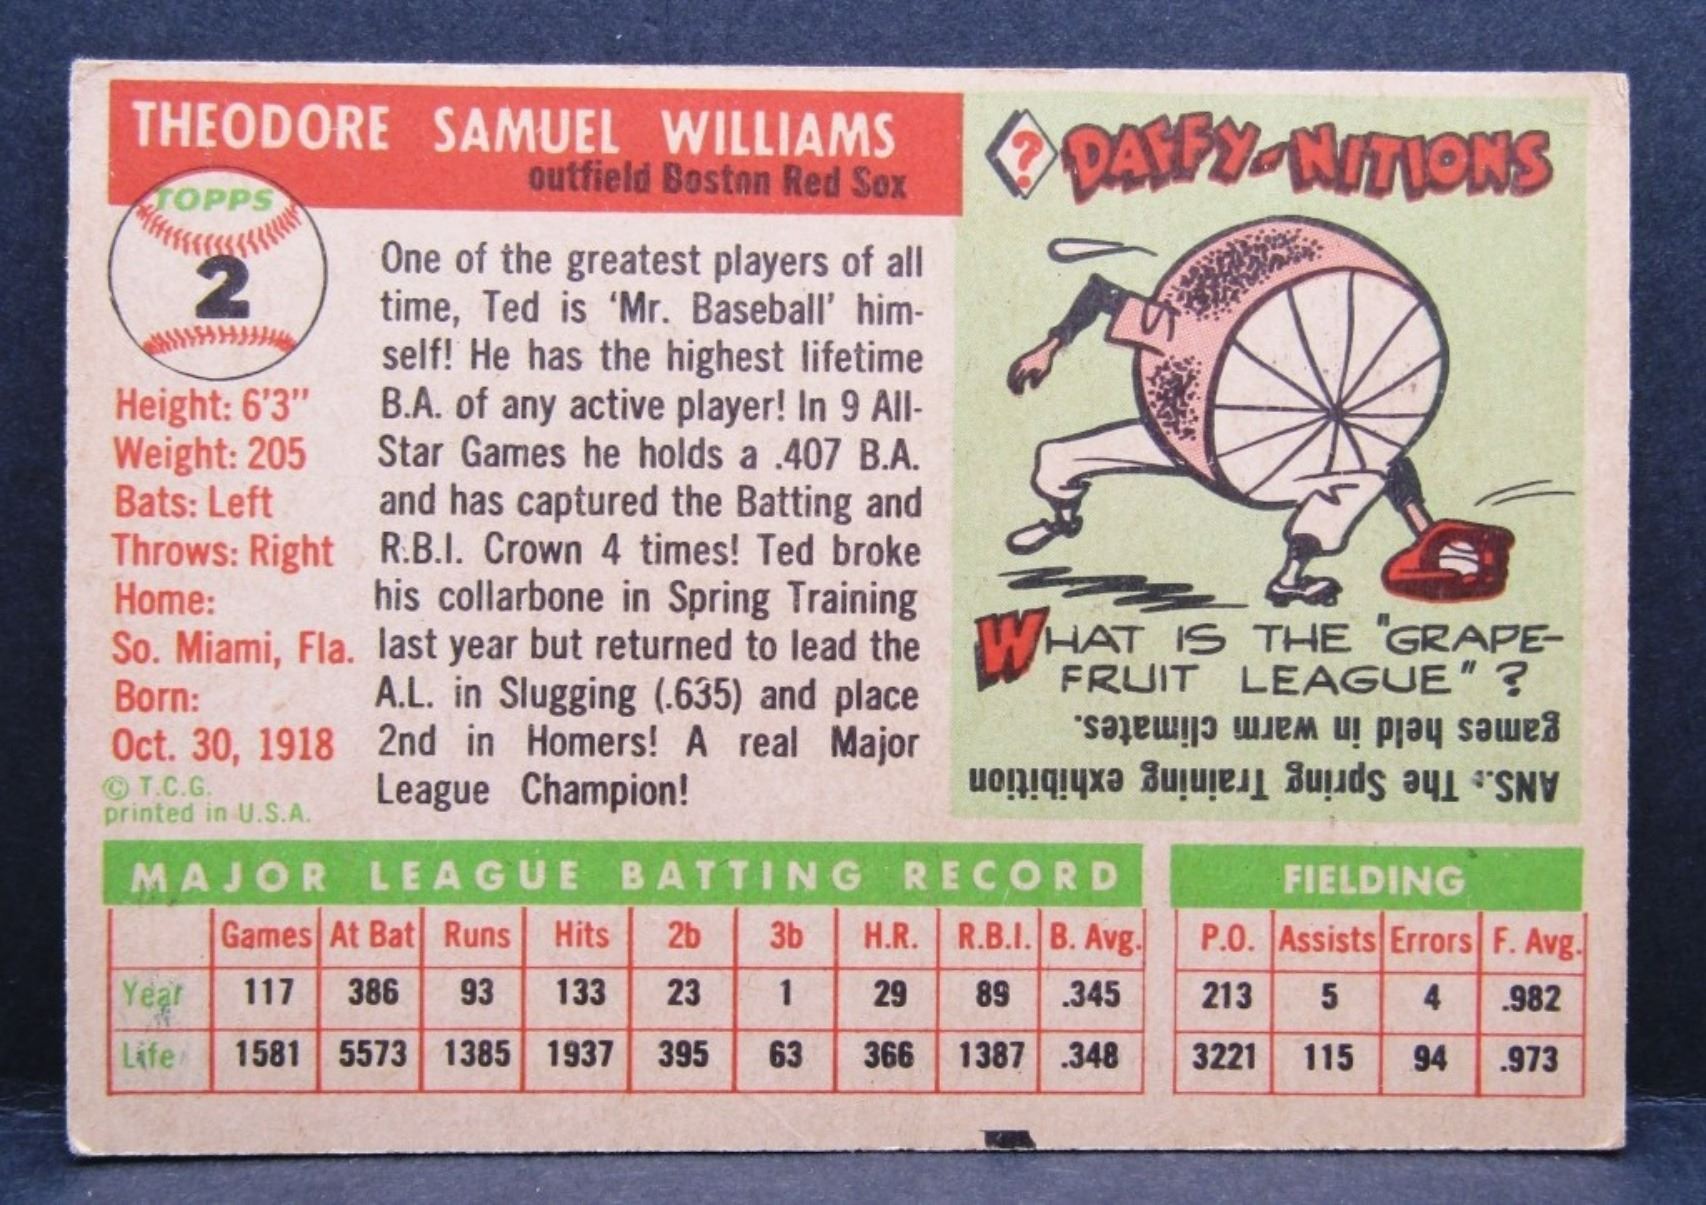 THEODORE SAMUEL WILLIAMS
outfield Boston Red Sox
TOPPS
2
Height: 6'3"
Weight: 205
Bats: Left
Throws: Right
Home:
So. Miami, Fla.
Born:
Oct. 30, 1918
© T.C.G.
printed in U.S.A.
One of the greatest players of all
time, Ted is 'Mr. Baseball' him-
self! He has the highest lifetime
B.A. of any active player! In 9 All-
Star Games he holds a .407 B.A.
and has captured the Batting and
R.B.I. Crown 4 times! Ted broke
his collarbone in Spring Training
last year but returned to lead the
A.L. in Slugging (.635) and place
2nd in Homers! A real Major
League Champion!
? DAFFY-NITIONS
WHAT IS THE "GRAPE-
FRUIT LEAGUE"?
ANS.: The Spring Training exhibition
games held in warm climates.
MAJOR LEAGUE BATTING RECORD
Games At Bat Runs Hits 2b 3b H.R. R.B.I. B. Avg.
Year 117 386 93 133 23 1 29 89 .345
Life 1581 5573 1385 1937 395 63 366 1387 .348
FIELDING
P.O. Assists Errors F. Avg.
213 5 4 .982
3221 115 94 .973